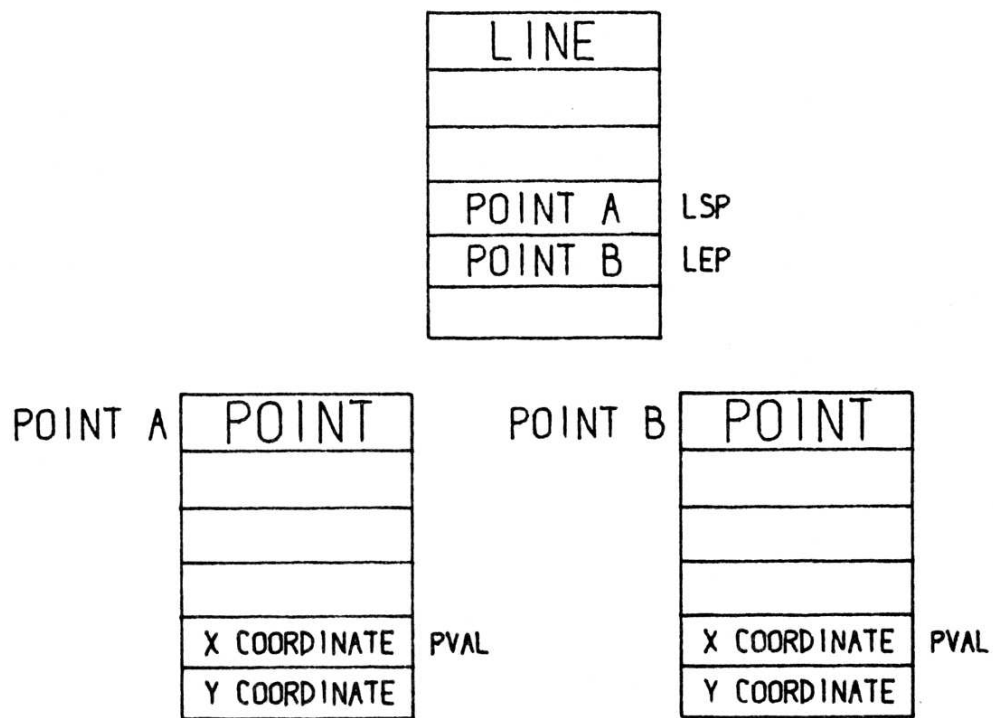 LINE
POINT A LSP
POINT B LEP
POINT A POINT
X COORDINATE PVAL
Y COORDINATE
POINT B POINT
X COORDINATE PVAL
Y COORDINATE